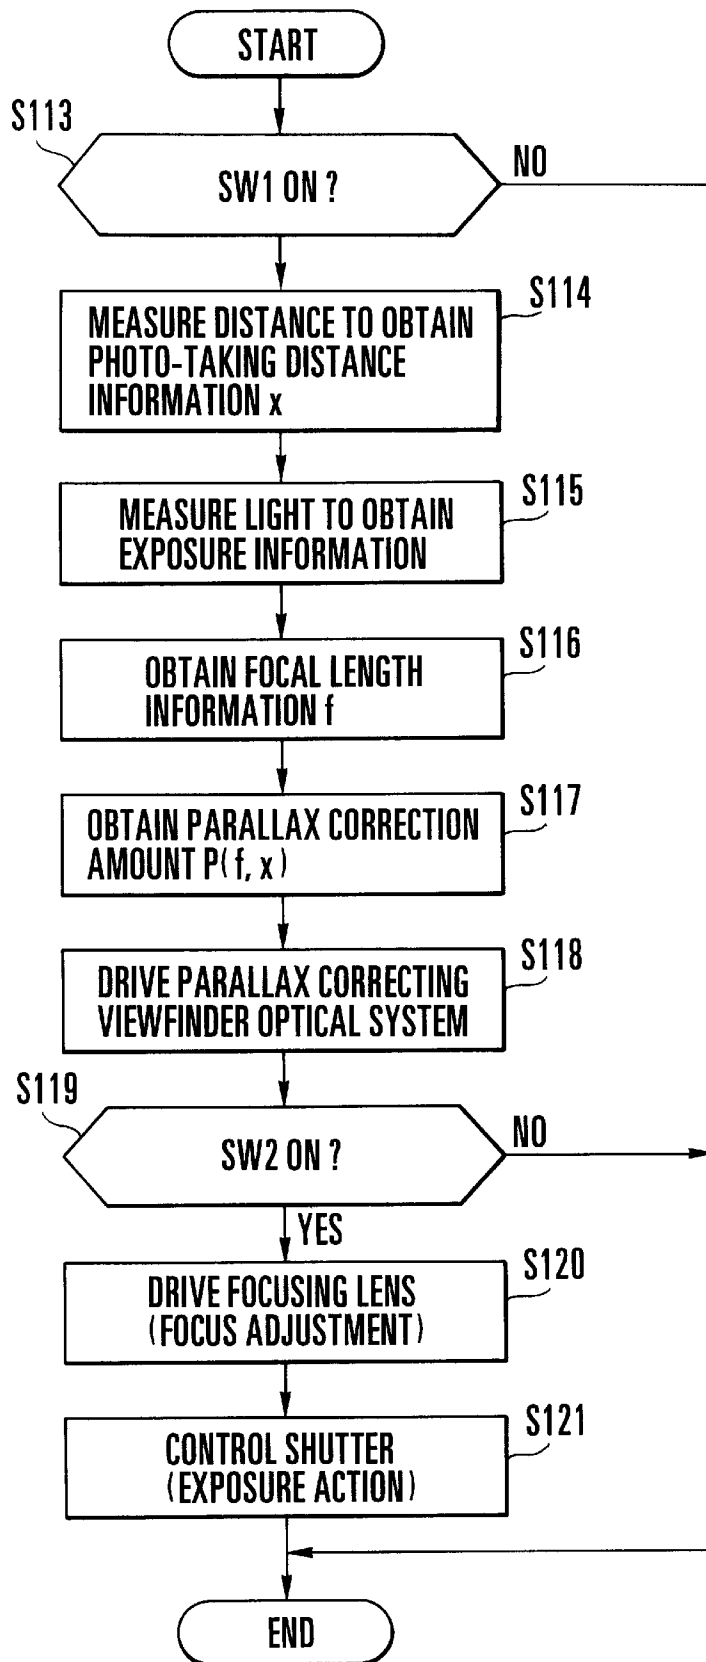 START
S113
SW1 ON ?
NO
S114
MEASURE DISTANCE TO OBTAIN
PHOTO-TAKING DISTANCE
INFORMATION x
S115
MEASURE LIGHT TO OBTAIN
EXPOSURE INFORMATION
S116
OBTAIN FOCAL LENGTH
INFORMATION f
S117
OBTAIN PARALLAX CORRECTION
AMOUNT P( f, x )
S118
DRIVE PARALLAX CORRECTING
VIEWFINDER OPTICAL SYSTEM
S119
SW2 ON ?
NO
YES
S120
DRIVE FOCUSING LENS
(FOCUS ADJUSTMENT)
S121
CONTROL SHUTTER
(EXPOSURE ACTION)
END